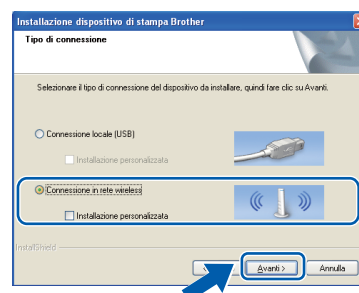 Installazione dispositivo di stampa Brother
Tipo di connessione
Selezionare il tipo di connessione del dispositivo da installare, quindi fare clic su Avanti.
Connessione locale (USB)
Installazione personalizzata
Connessione in rete wireless
Installazione personalizzata
InstallShield
<
Avanti >
Annulla